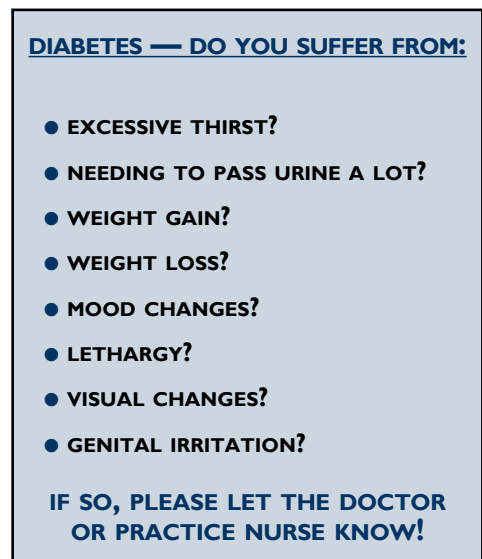 DIABETES — DO YOU SUFFER FROM:
● EXCESSIVE THIRST?
● NEEDING TO PASS URINE A LOT?
● WEIGHT GAIN?
● WEIGHT LOSS?
● MOOD CHANGES?
● LETHARGY?
● VISUAL CHANGES?
● GENITAL IRRITATION?
IF SO, PLEASE LET THE DOCTOR
OR PRACTICE NURSE KNOW!